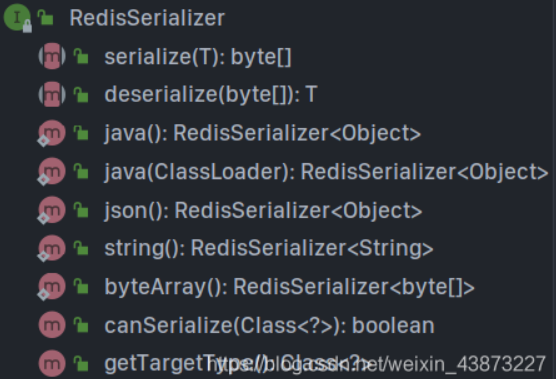 RedisSerializer
serialize(T): byte[]
deserialize(byte[]): T
java(): RedisSerializer<Object>
java(ClassLoader): RedisSerializer<Object>
json(): RedisSerializer<Object>
string(): RedisSerializer<String>
byteArray(): RedisSerializer<byte[]>
canSerialize(Class<?>): boolean
getTargetType(): Class<?>
https://blog.csdn.net/weixin_43873227